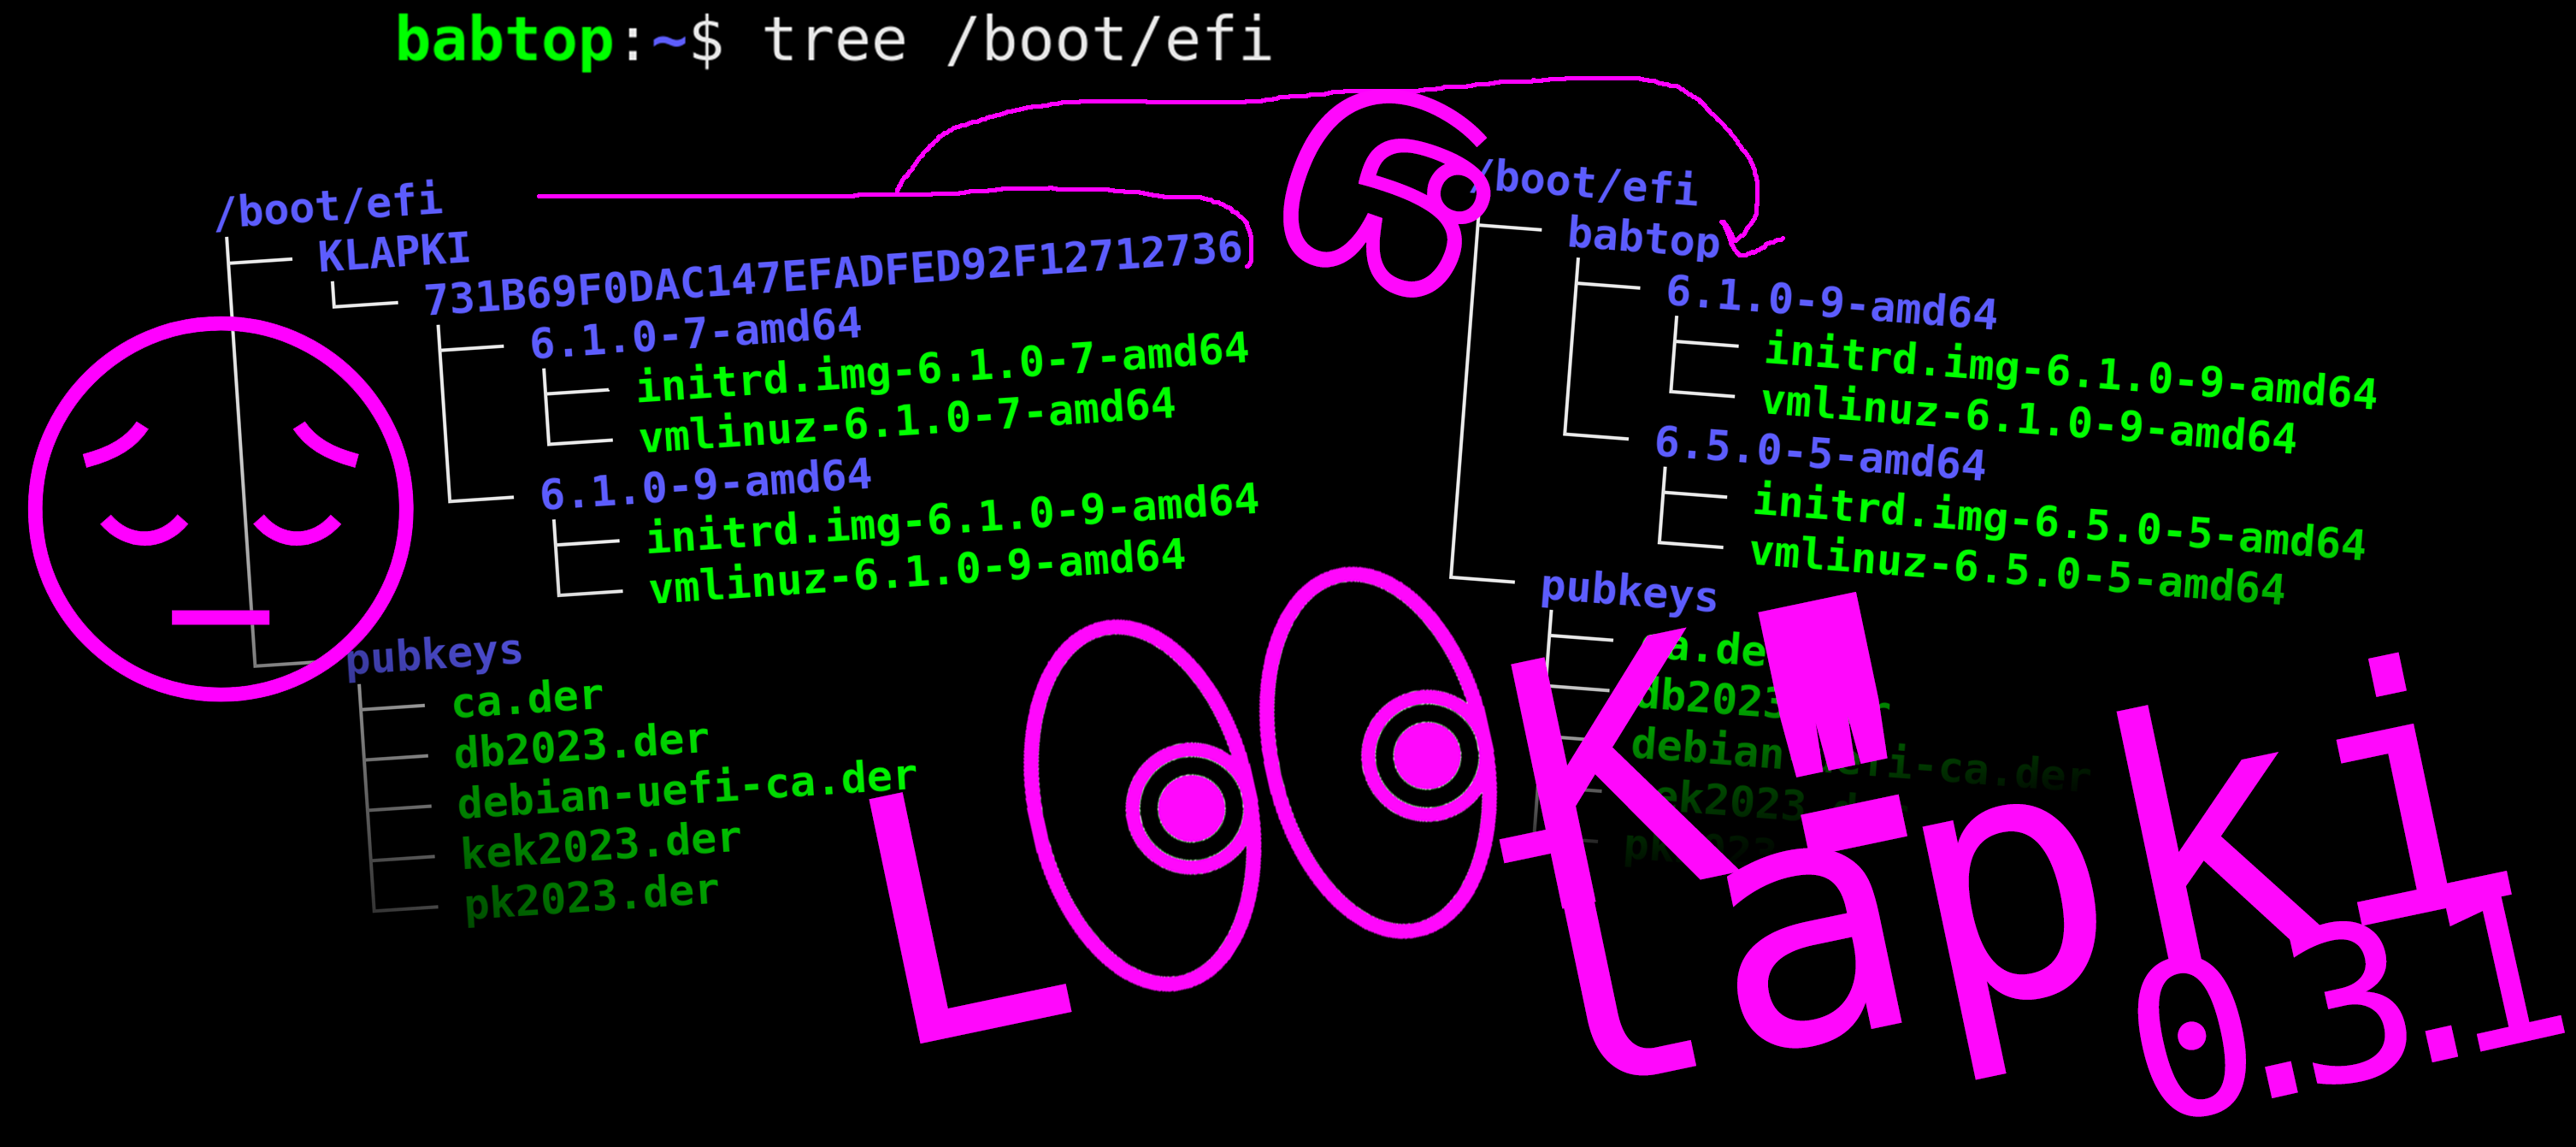 babtop:~$ tree /boot/efi
/boot/efi
KLAPKI
731B69F0DAC147EFADFED92F12712736
6.1.0-7-amd64
initrd.img-6.1.0-7-amd64
vmlinuz-6.1.0-7-amd64
6.1.0-9-amd64
initrd.img-6.1.0-9-amd64
vmlinuz-6.1.0-9-amd64
pubkeys
ca.der
db2023.der
debian-uefi-ca.der
kek2023.der
pk2023.der
/boot/efi
babtop
6.1.0-9-amd64
initrd.img-6.1.0-9-amd64
vmlinuz-6.1.0-9-amd64
6.5.0-5-amd64
initrd.img-6.5.0-5-amd64
vmlinuz-6.5.0-5-amd64
pubkeys
LOOK
klapki
0.3.1